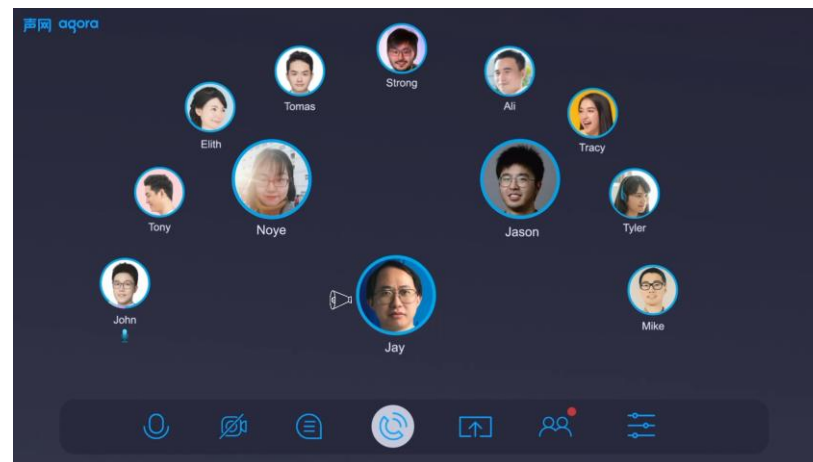 声网 agora
Strong
Tomas
Ali
Elith
Tracy
Tony
Noye
Jason
Tyler
John
Mike
Jay